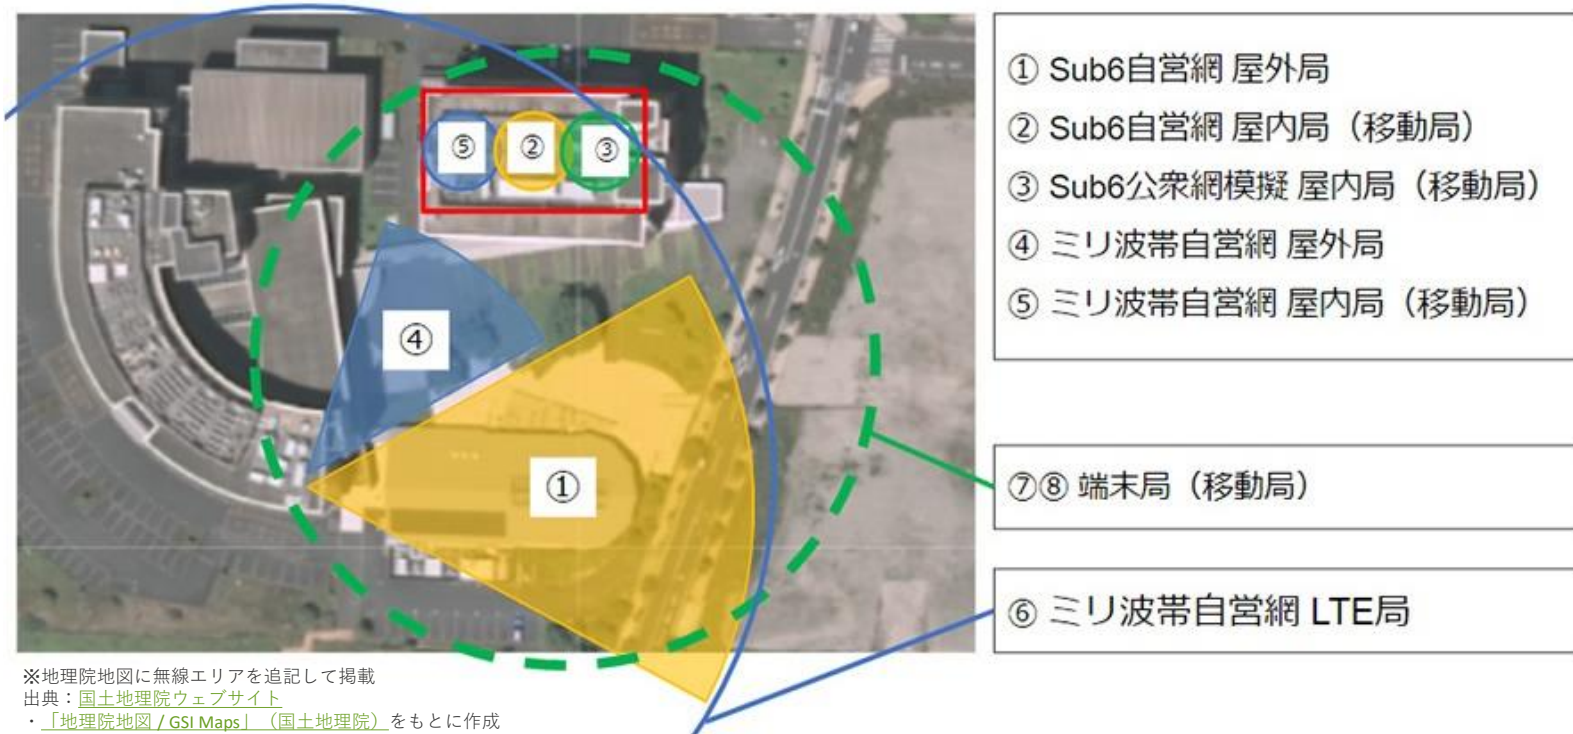 ① Sub6自営網 屋外局
② Sub6自営網 屋内局（移動局）
③ Sub6公衆網模擬 屋内局（移動局）
④ ミリ波帯自営網 屋外局
⑤ ミリ波帯自営網 屋内局（移動局）
⑤
②
③
④
①
⑦⑧ 端末局（移動局）
⑥ ミリ波帯自営網 LTE局
※地理院地図に無線エリアを追記して掲載
出典：国土地理院ウェブサイト
・「地理院地図 / GSI Maps」（国土地理院）をもとに作成